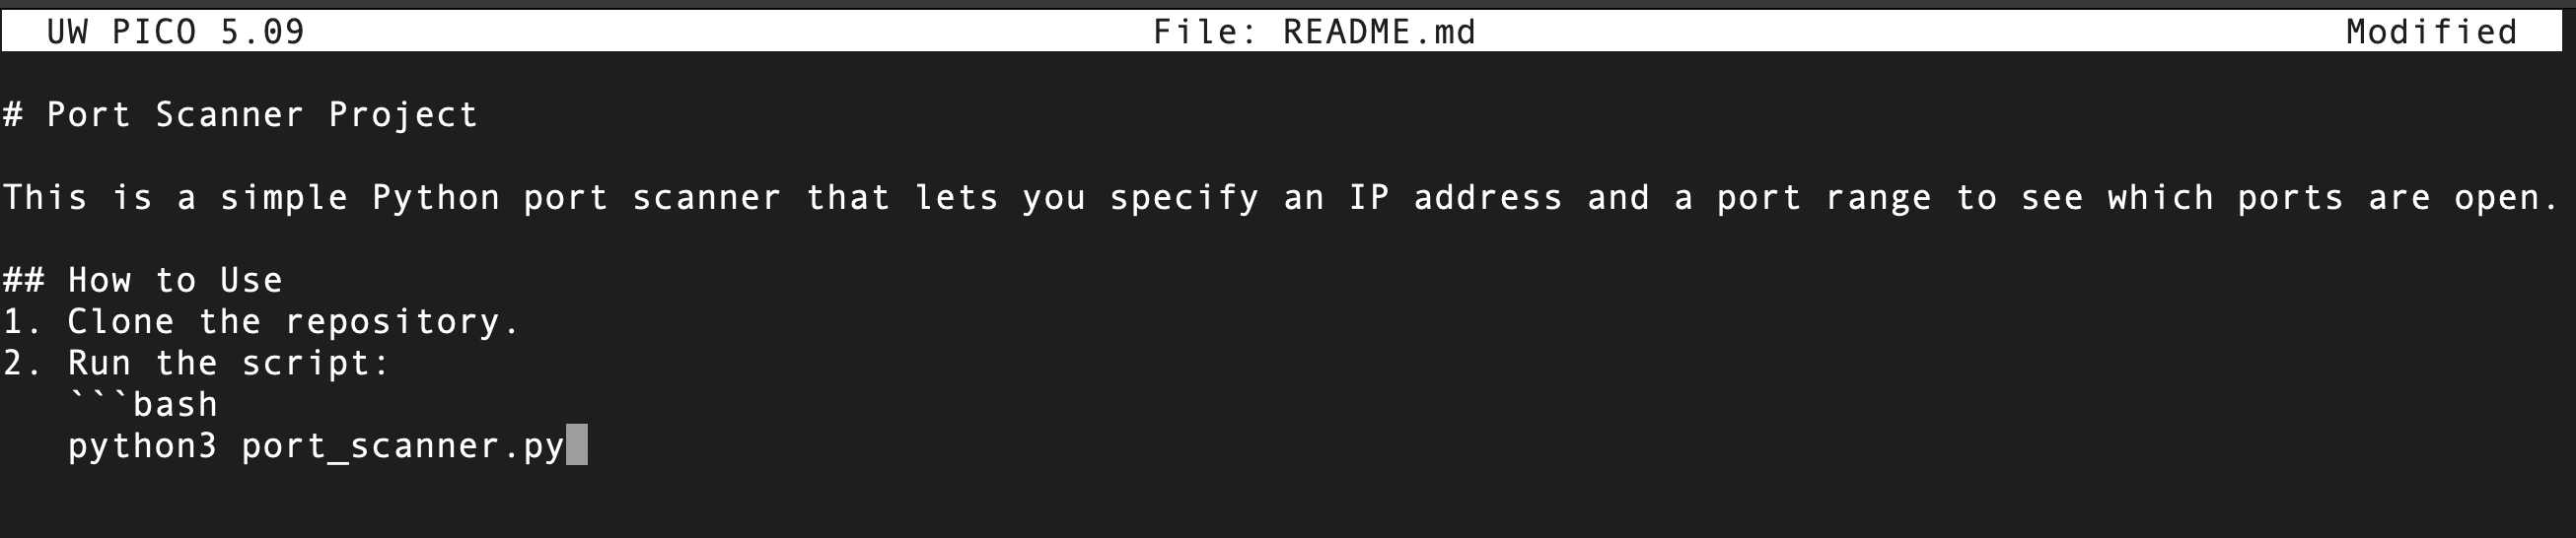 UW PICO 5.09 File: README.md Modified
# Port Scanner Project
This is a simple Python port scanner that lets you specify an IP address and a port range to see which ports are open.
## How to Use
1. Clone the repository.
2. Run the script:
```bash
python3 port_scanner.py